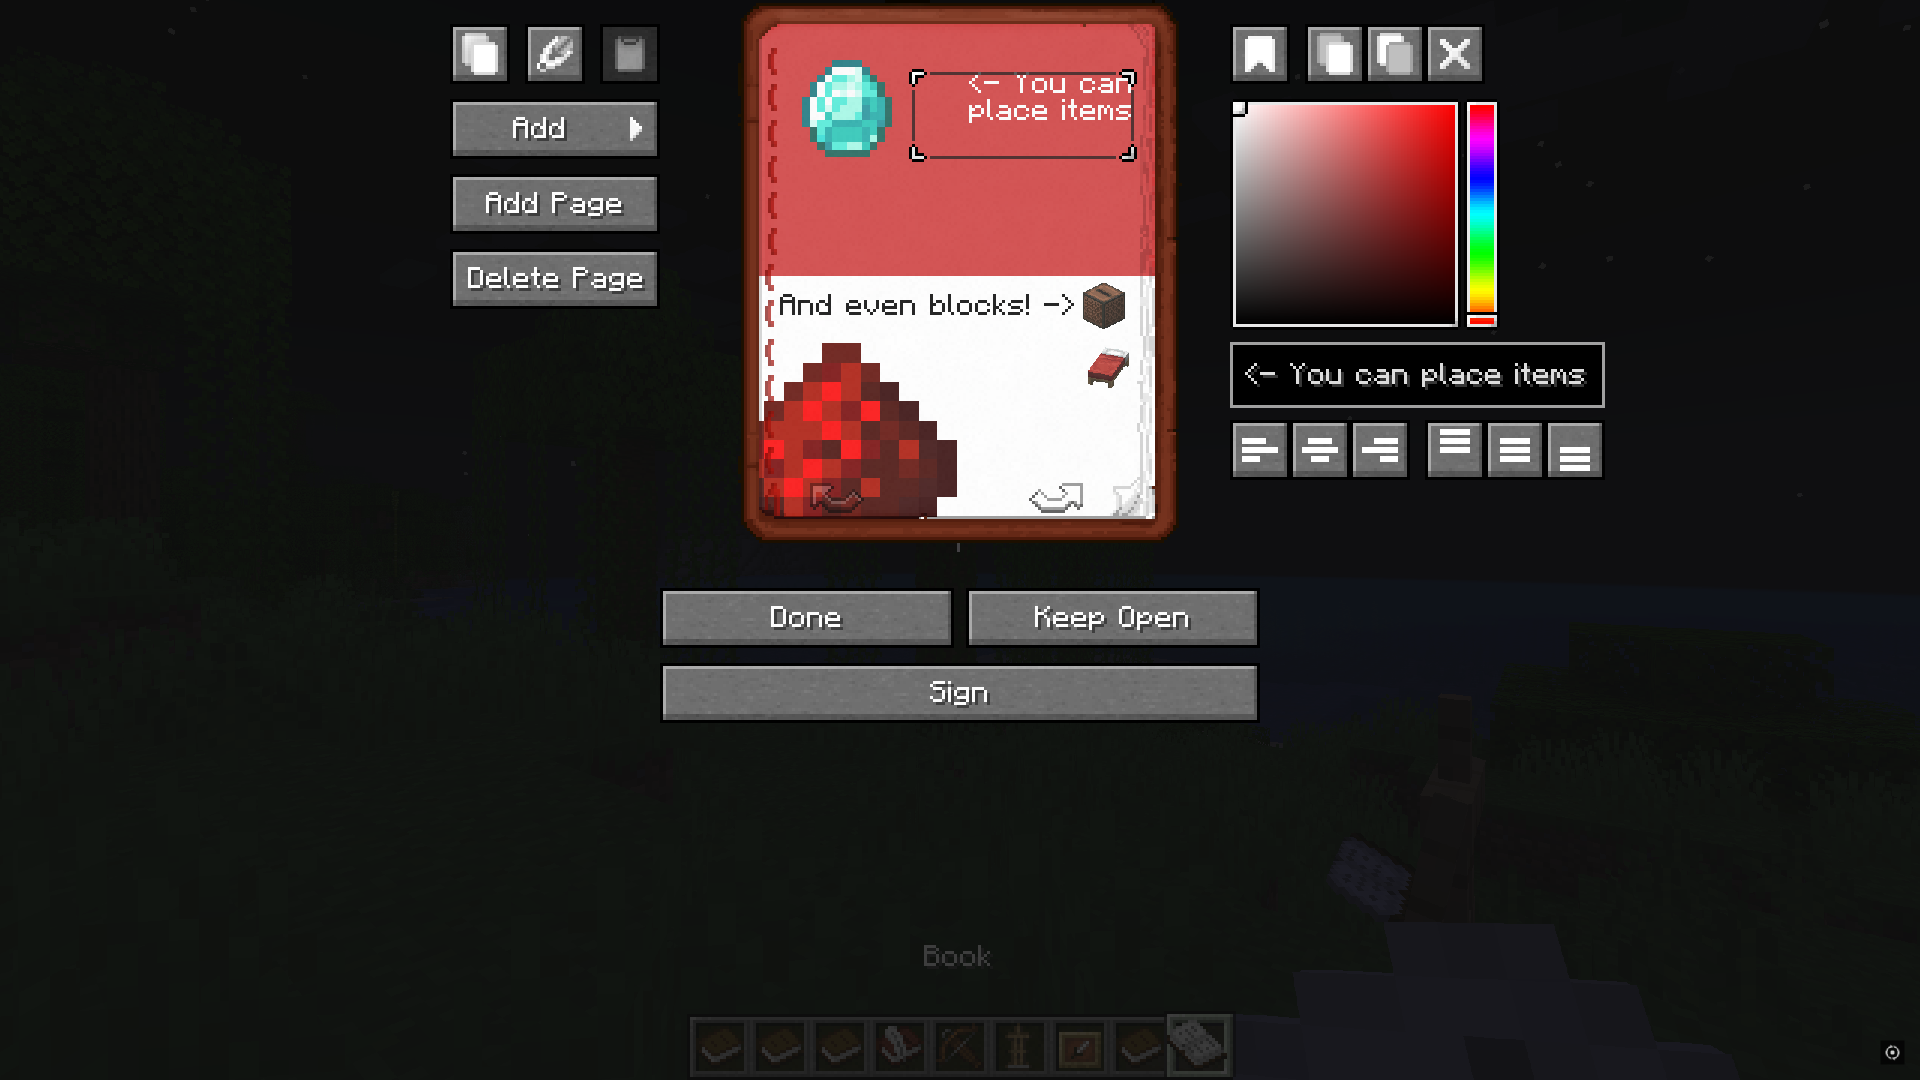 Add
Add Page
Delete Page
<- You can
place items
And even blocks! ->
<- You can place items
Done
Keep Open
Sign
Book